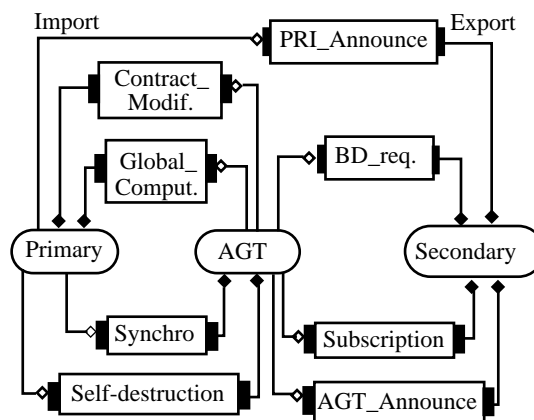 Import
Export
PRI_Announce
Contract_
Modif.
Global_
Comput.
BD_req.
Primary
AGT
Secondary
Synchro
Subscription
Self-destruction
AGT_Announce